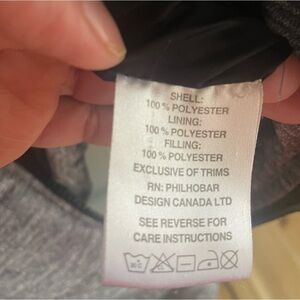 SHELL:
100% POLYESTER
LINING:
100% POLYESTER
FILLING:
100% POLYESTER
EXCLUSIVE OF TRIMS
RN: PHILHOBAR
DESIGN CANADA LTD
SEE REVERSE FOR
CARE INSTRUCTIONS